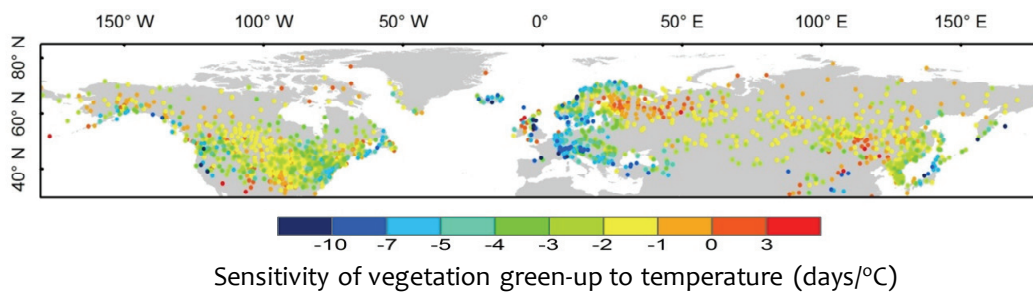 150° W 100° W 50° W 0° 50° E 100° E 150° E
80° N
60°
40°
-10 -7 -5 -4 -3 -2 -1 0 3
Sensitivity of vegetation green-up to temperature (days/°C)